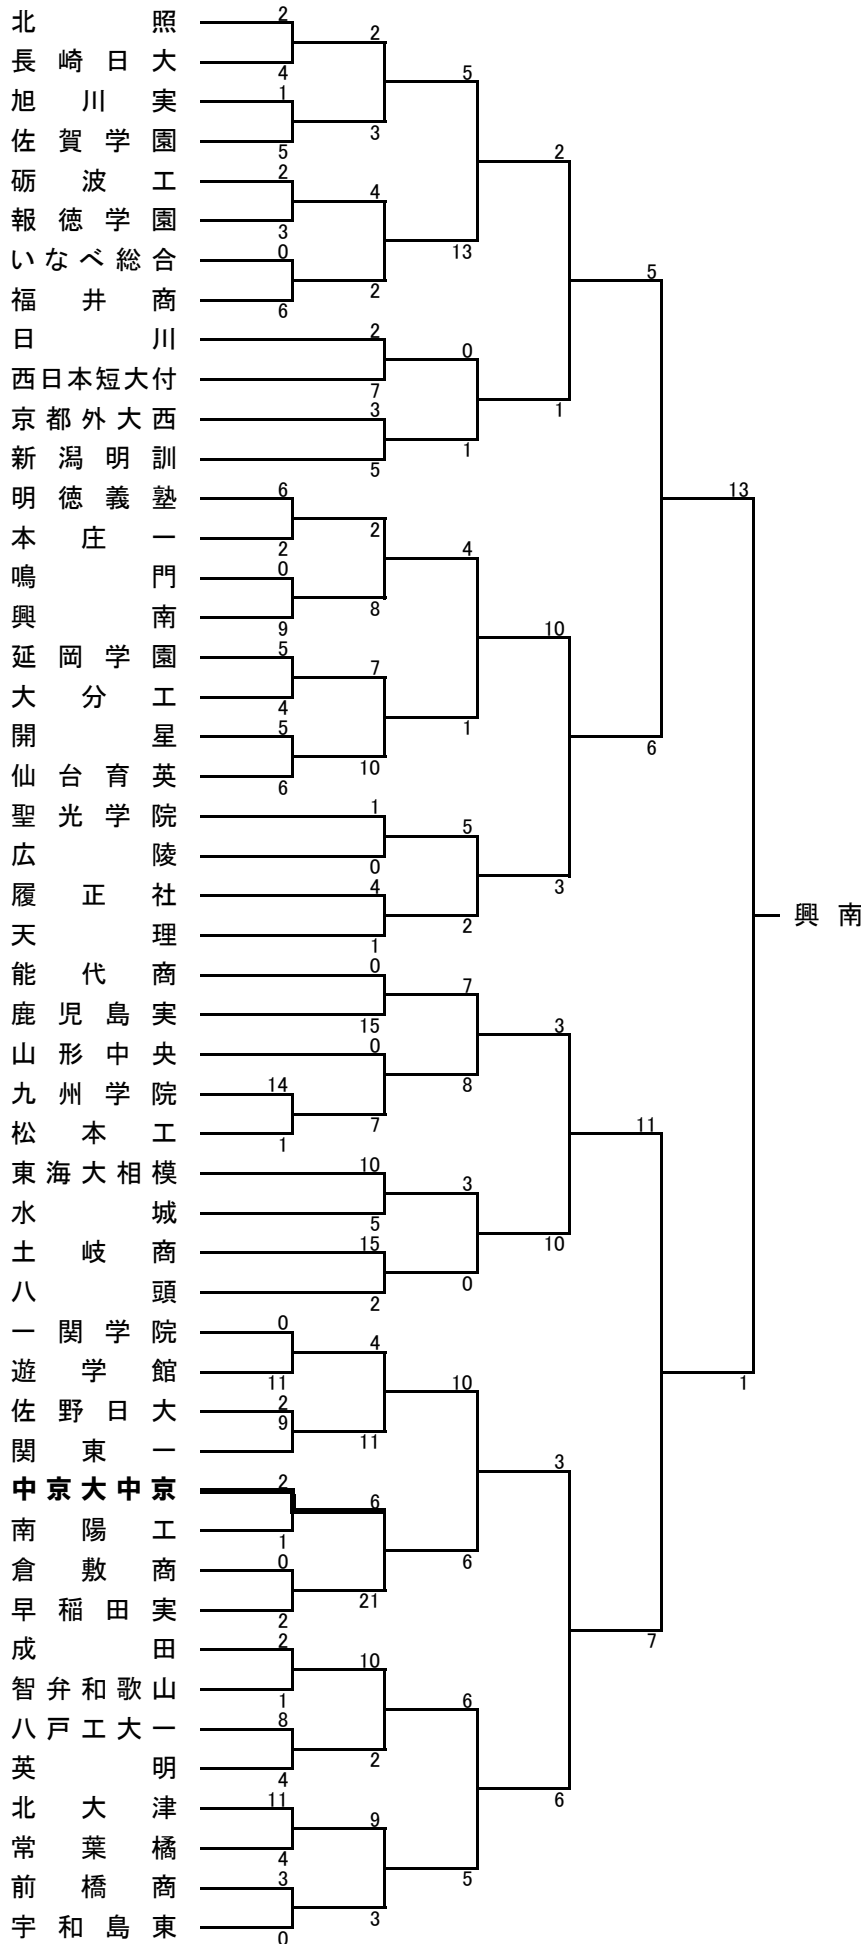 北照 2
2
長崎日大 4
5
旭川実 1
3
佐賀学園 5
2
砺波工 2
4
報徳学園 3
13
いなべ総合 0
2
5
福井商 6
日川 2
0
西日本短大付 7
1
京都外大西 3
1
新潟明訓 5
13
明徳義塾 6
2
本庄一 2
4
鳴門 0
8
興南 9
10
延岡学園 5
7
大分工 4
1
開星 5
6
10
仙台育英 6
聖光学院 1
5
広陵 0
3
履正社 4
2
興南
天理 1
能代商 0
7
鹿児島実 15
3
山形中央 0
8
九州学院 14
7
11
松本工 1
東海大相模 10
3
水城 5
10
土岐商 15
0
八頭 2
一関学院 0
4
遊学館 11
1
10
佐野日大 2
11
関東一 9
3
中京大中京 2
6
南陽工 1
6
倉敷商 0
21
早稲田実 2
7
成田 2
10
智弁和歌山 1
6
八戸工大一 8
2
英明 4
6
北大津 11
9
常葉橘 4
5
前橋商 3
3
宇和島東 0